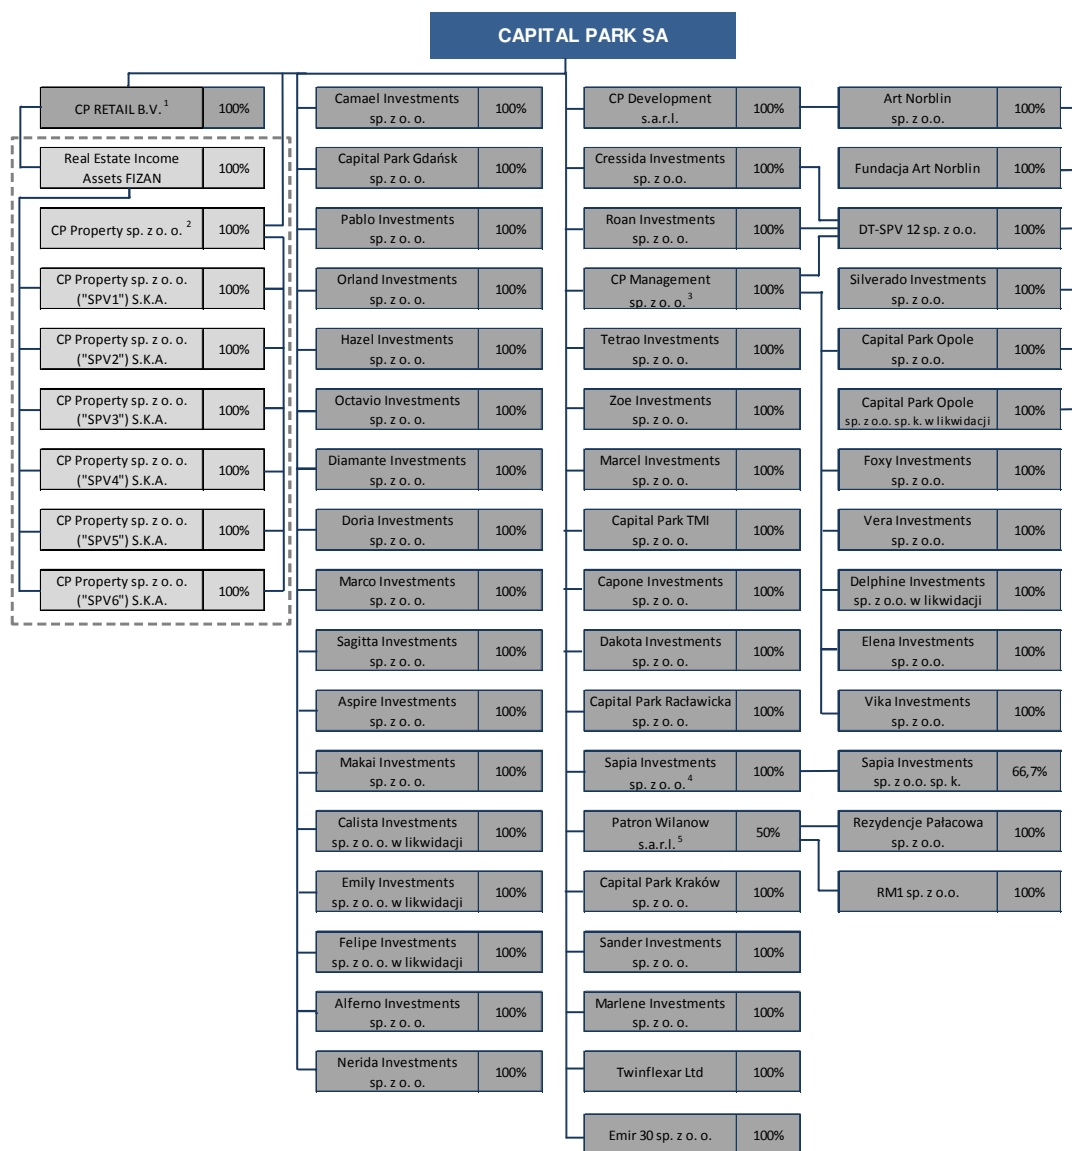 CAPITAL PARK SA
CP RETAIL B.V. 1
100%
Real Estate Income
Assets FIZAN
100%
CP Property sp. z o. o. 2
100%
CP Property sp. z o. o.
("SPV1") S.K.A.
100%
CP Property sp. z o. o.
("SPV2") S.K.A.
100%
CP Property sp. z o. o.
("SPV3") S.K.A.
100%
CP Property sp. z o. o.
("SPV4") S.K.A.
100%
CP Property sp. z o. o.
("SPV5") S.K.A.
100%
CP Property sp. z o. o.
("SPV6") S.K.A.
100%
Camael Investments
sp. z o. o.
100%
Capital Park Gdańsk
sp. z o. o.
100%
Pablo Investments
sp. z o. o.
100%
Orland Investments
sp. z o. o.
100%
Hazel Investments
sp. z o. o.
100%
Octavio Investments
sp. z o. o.
100%
Diamante Investments
sp. z o. o.
100%
Doria Investments
sp. z o. o.
100%
Marco Investments
sp. z o. o.
100%
Sagitta Investments
sp. z o. o.
100%
Aspire Investments
sp. z o. o.
100%
Makai Investments
sp. z o. o.
100%
Calista Investments
sp. z o. o. w likwidacji
100%
Emily Investments
sp. z o. o. w likwidacji
100%
Felipe Investments
sp. z o. o. w likwidacji
100%
Alferno Investments
sp. z o. o.
100%
Nerida Investments
sp. z o. o.
100%
CP Development
s.a.r.l.
100%
Cressida Investments
sp. z o.o.
100%
Roan Investments
sp. z o. o.
100%
CP Management
sp. z o. o. 3
100%
Tetrao Investments
sp. z o. o.
100%
Zoe Investments
sp. z o. o.
100%
Marcel Investments
sp. z o. o.
100%
Capital Park TMI
sp. z o. o.
100%
Capone Investments
sp. z o. o.
100%
Dakota Investments
sp. z o. o.
100%
Capital Park Racławicka
sp. z o. o.
100%
Sapia Investments
sp. z o. o. 4
100%
Patron Wilanow
s.a.r.l. 5
50%
Capital Park Kraków
sp. z o. o.
100%
Sander Investments
sp. z o. o.
100%
Marlene Investments
sp. z o. o.
100%
Twinflexar Ltd
100%
Emir 30 sp. z o. o.
100%
Art Norblin
sp. z o.o.
100%
Fundacja Art Norblin
100%
DT-SPV 12 sp. z o.o.
100%
Silverado Investments
sp. z o.o.
100%
Capital Park Opole
sp. z o.o.
100%
Capital Park Opole
sp. z o.o. sp. k. w likwidacji
100%
Foxy Investments
sp. z o.o.
100%
Vera Investments
sp. z o.o.
100%
Delphine Investments
sp. z o.o. w likwidacji
100%
Elena Investments
sp. z o.o.
100%
Vika Investments
sp. z o.o.
100%
Sapia Investments
sp. z o.o. sp. k.
66,7%
Rezydencje Pałacowa
sp. z o.o.
100%
RM1 sp. z o.o.
100%